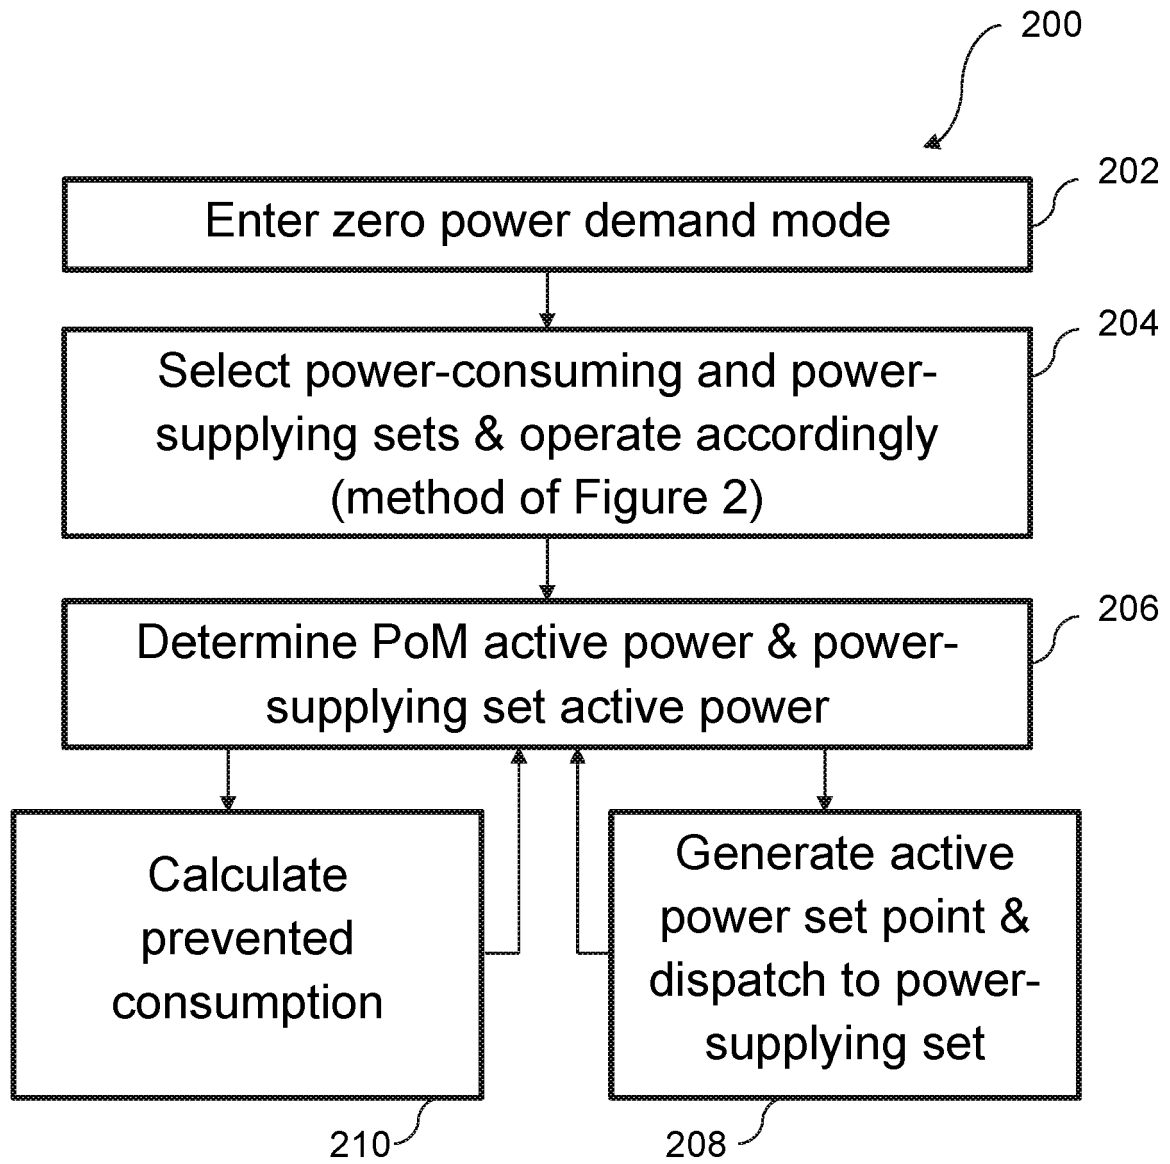 200
202
Enter zero power demand mode
204
Select power-consuming and power-
supplying sets & operate accordingly
(method of Figure 2)
206
Determine PoM active power & power-
supplying set active power
Calculate
prevented
consumption
210
Generate active
power set point &
dispatch to power-
supplying set
208